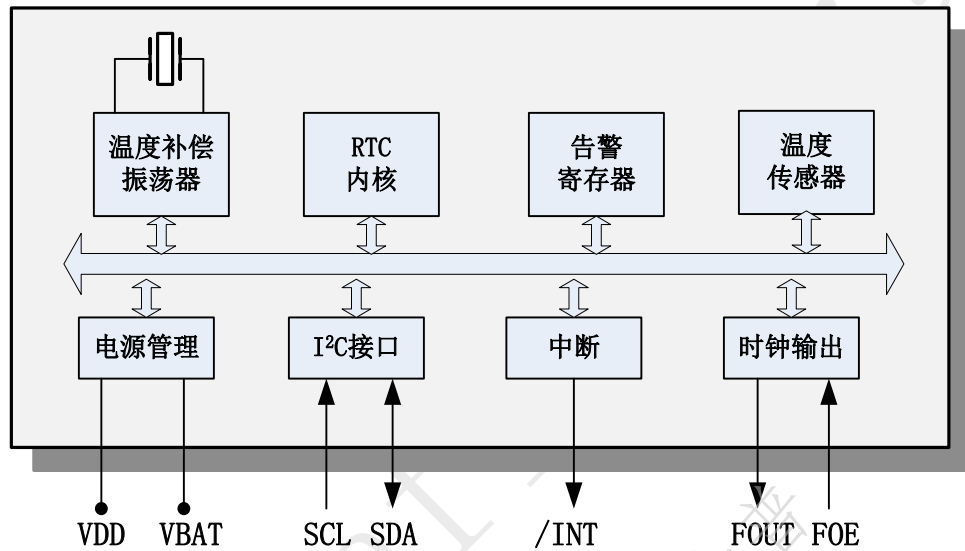 温度补偿
振荡器
RTC
内核
告警
寄存器
温度
传感器
电源管理
I²C接口
中断
时钟输出
VDD VBAT SCL SDA /INT FOUT FOE